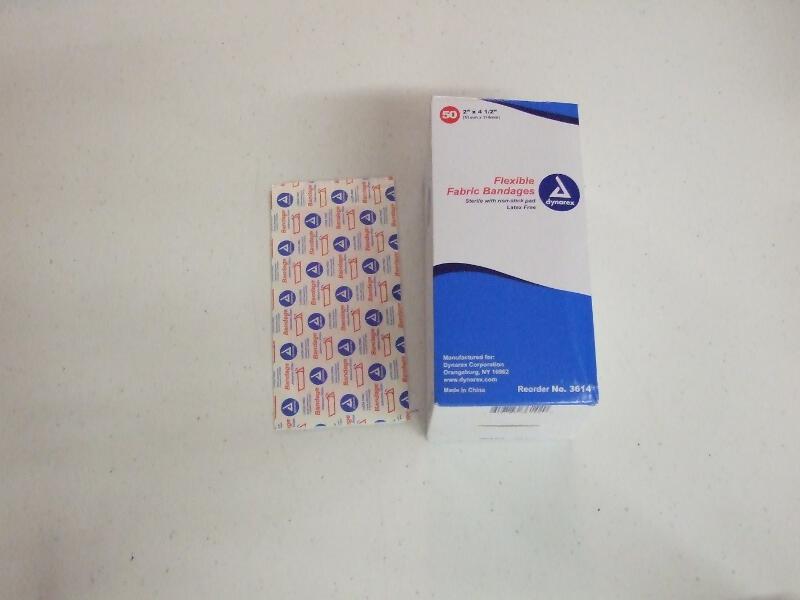 50
2" x 4 1/2"
Flexible
Fabric Bandages
Sterile with non-stick pad
Latex Free
dynarex
Manufactured for:
Dynarex Corporation
Orangeburg, NY 10962
www.dynarex.com
Made in China
Reorder No. 3614
Bandage